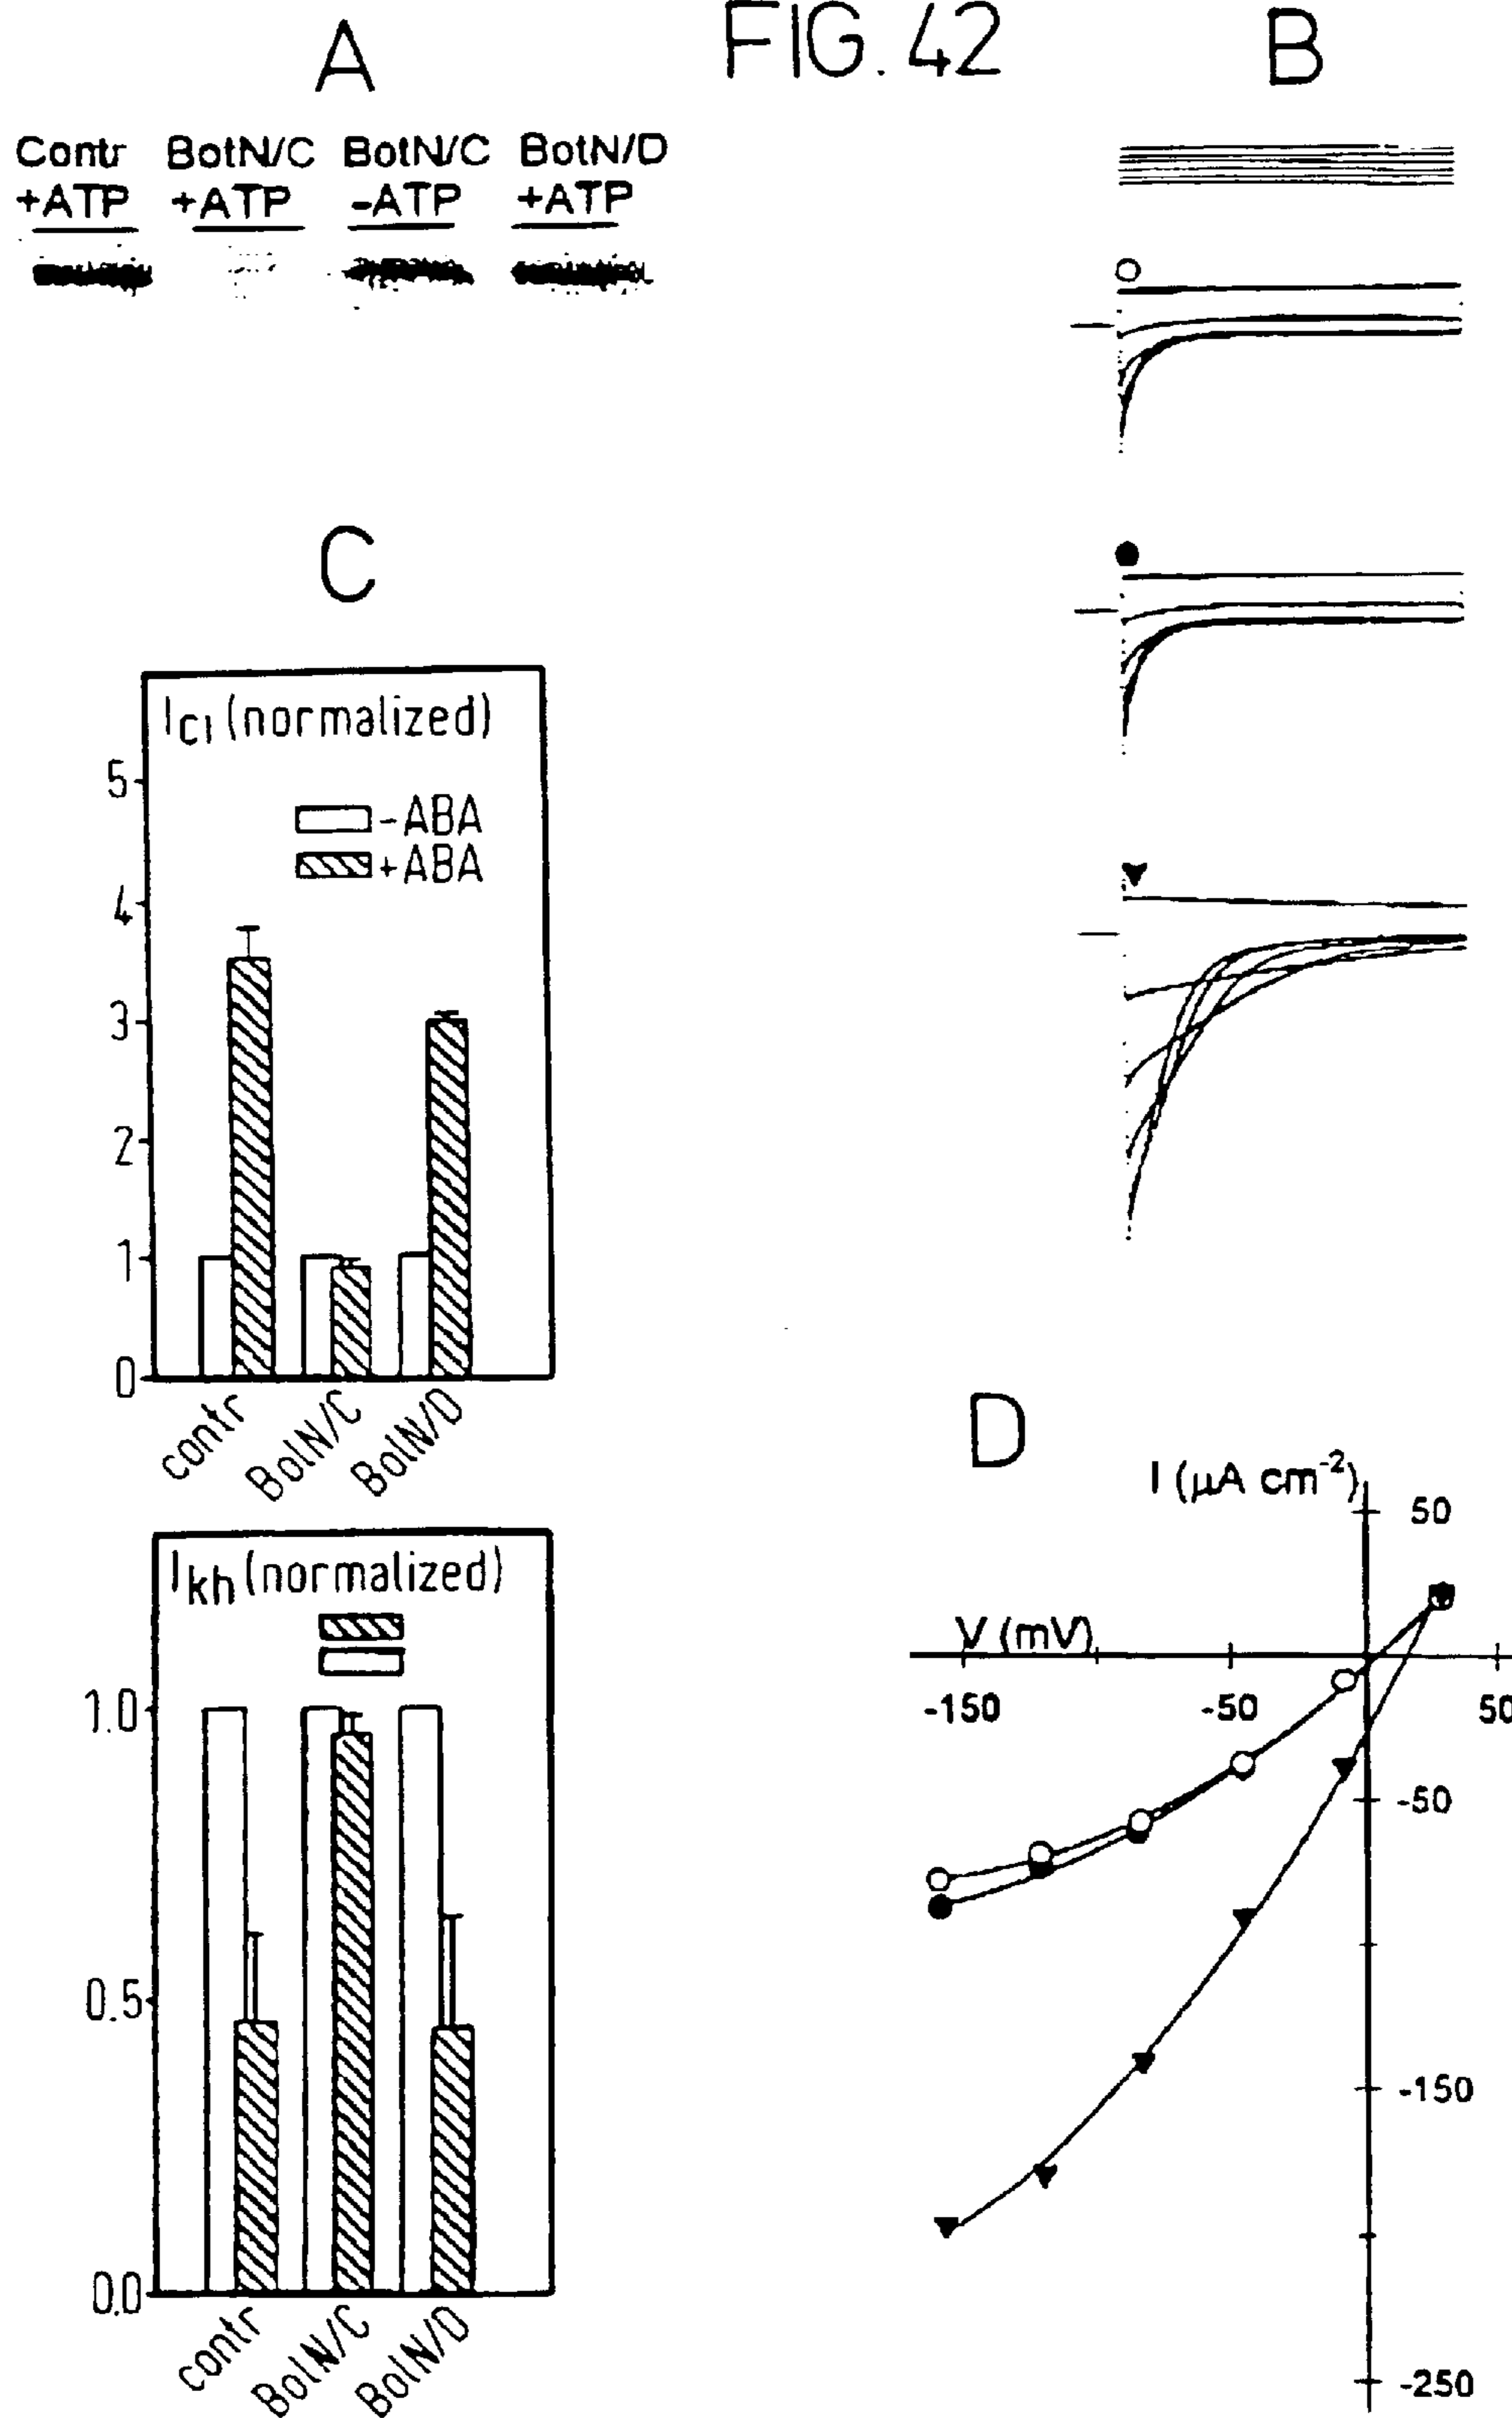 FIG. 42
A
Contr BotN/C BotN/C BotN/D
+ATP +ATP -ATP +ATP
B
C
ICl (normalized)
-ABA
+ABA
5
4
3
2
1
0
contr
BotN/C
BotN/D
Ikh (normalized)
1.0
0.5
0.0
contr
BotN/C
BotN/D
D
I (µA cm-2)
V (mV)
50
-150
-50
50
-50
-150
-250